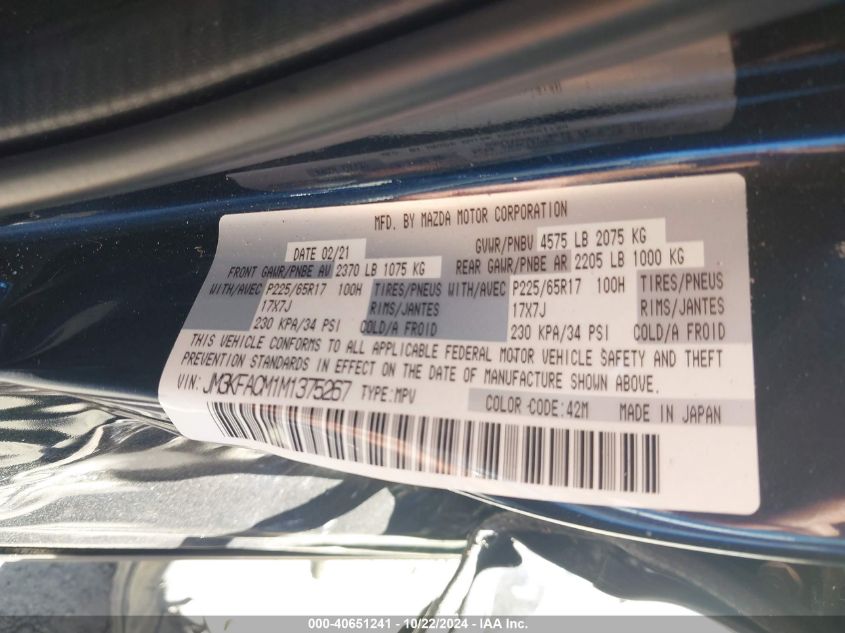 MFD. BY MAZDA MOTOR CORPORATION
DATE 02/21 GVWR/PNBV 4575 LB 2075 KG
FRONT GAWR/PNBE AV 2370 LB 1075 KG REAR GAWR/PNBE AR 2205 LB 1000 KG
WITH/AVEC P225/65R17 100H TIRES/PNEUS WITH/AVEC P225/65R17 100H TIRES/PNEUS
17X7J RIMS/JANTES 17X7J RIMS/JANTES
230 KPA/34 PSI COLD/A FROID 230 KPA/34 PSI COLD/A FROID
THIS VEHICLE CONFORMS TO ALL APPLICABLE FEDERAL MOTOR VEHICLE SAFETY AND THEFT
PREVENTION STANDARDS IN EFFECT ON THE DATE OF MANUFACTURE SHOWN ABOVE.
VIN: JM3KFACM1M1375267 TYPE:MPV COLOR CODE:42M MADE IN JAPAN
000-40651241 - 10/22/2024 - IAA Inc.